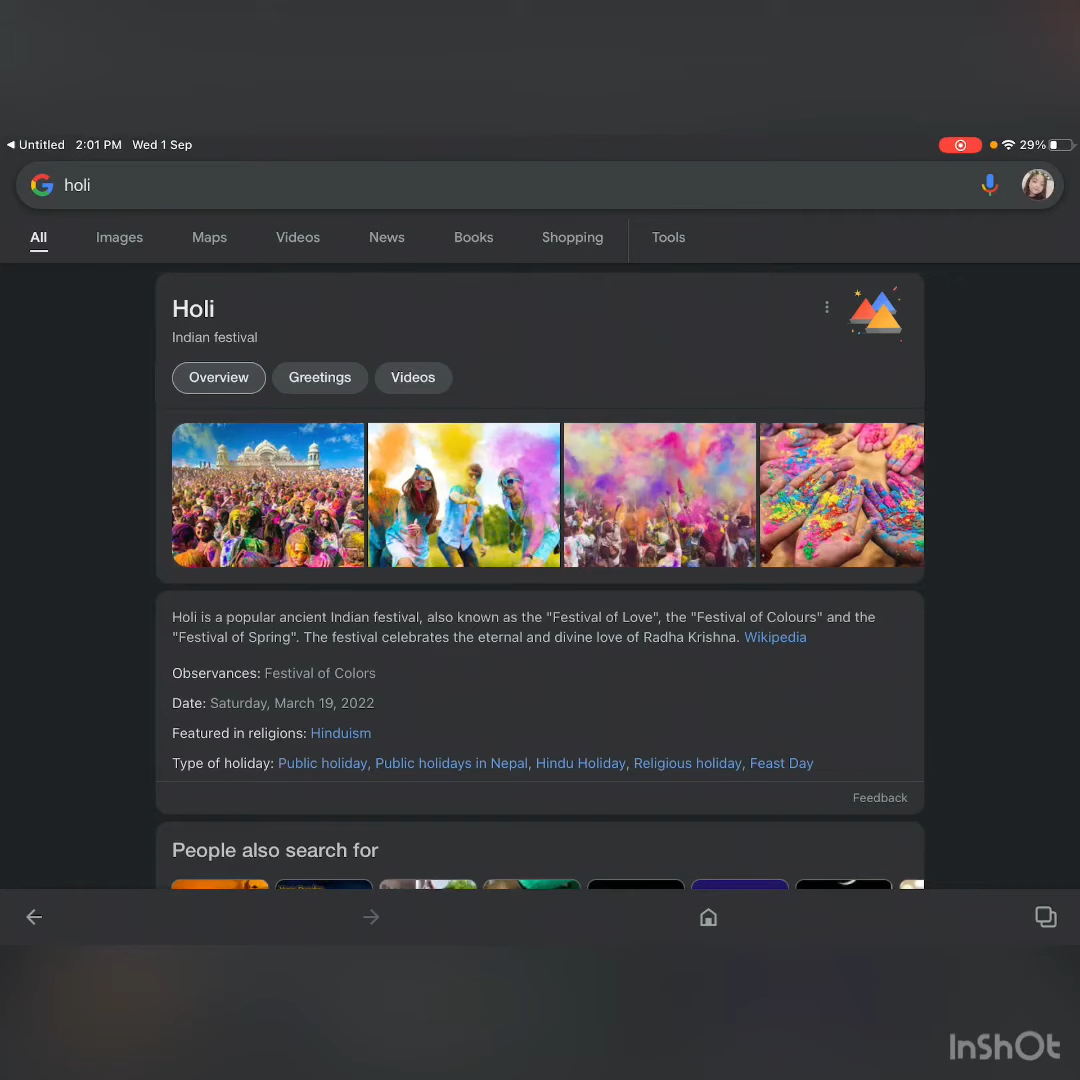 ◀ Untitled 2:01 PM Wed 1 Sep 29%
holi
All Images Maps Videos News Books Shopping Tools
Holi
Indian festival
Overview Greetings Videos
Holi is a popular ancient Indian festival, also known as the "Festival of Love", the "Festival of Colours" and the
"Festival of Spring". The festival celebrates the eternal and divine love of Radha Krishna. Wikipedia
Observances: Festival of Colors
Date: Saturday, March 19, 2022
Featured in religions: Hinduism
Type of holiday: Public holiday, Public holidays in Nepal, Hindu Holiday, Religious holiday, Feast Day
Feedback
People also search for
InShOt